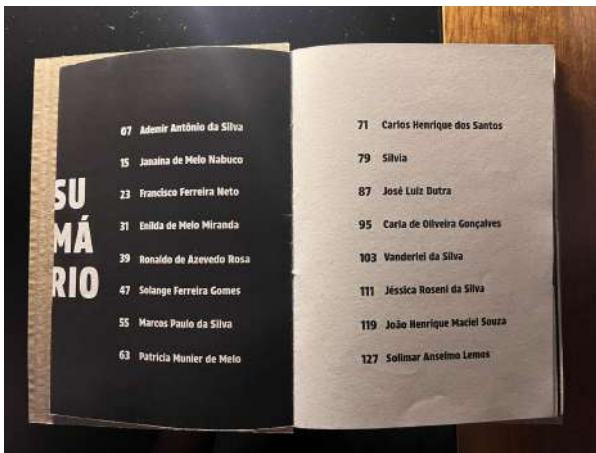 SU
MÁ
RIO
07 Ademir Antônio da Silva
15 Janaína de Melo Nabuco
23 Francisco Ferreira Neto
31 Enilda de Melo Miranda
39 Ronaldo de Azevedo Rosa
47 Solange Ferreira Gomes
55 Marcos Paulo da Silva
63 Patrícia Munier de Melo
71 Carlos Henrique dos Santos
79 Silvia
87 José Luiz Dutra
95 Carla de Oliveira Gonçalves
103 Vanderlei da Silva
111 Jéssica Roseni da Silva
119 João Henrique Maciel Souza
127 Solimar Anselmo Lemos